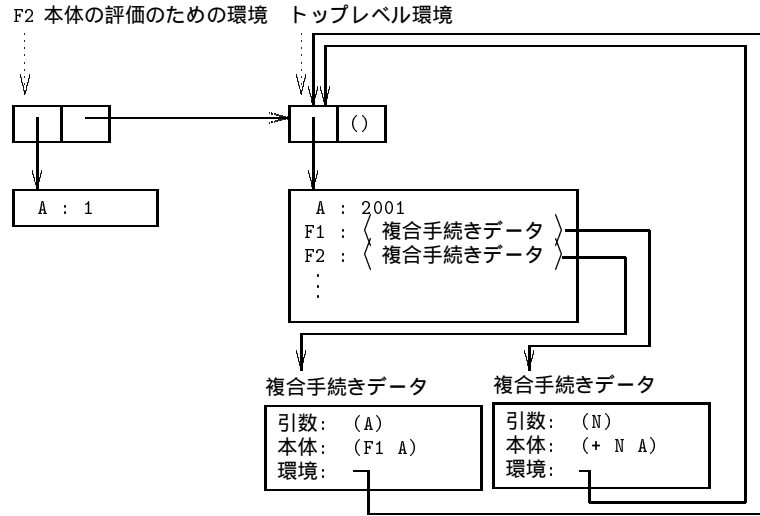 F2 本体の評価のための環境
トップレベル環境
()
A : 1
A : 2001
F1 : 〈 複合手続きデータ 〉
F2 : 〈 複合手続きデータ 〉
⋮
複合手続きデータ
引数: (A)
本体: (F1 A)
環境:
複合手続きデータ
引数: (N)
本体: (+ N A)
環境: